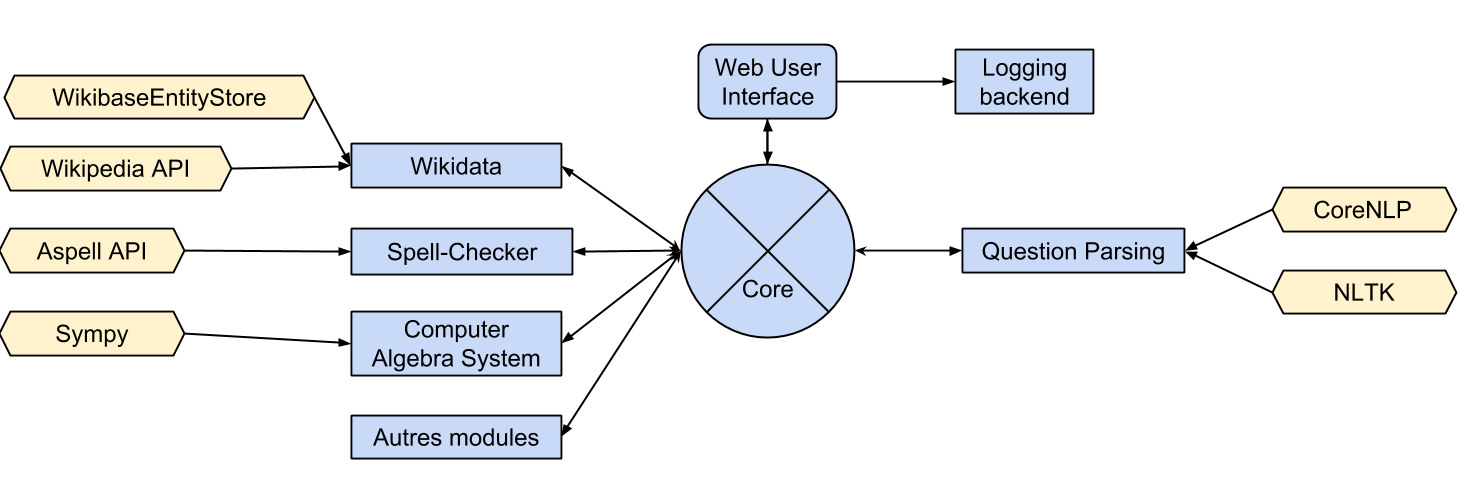 Web User
Interface
Logging
backend
WikibaseEntityStore
Wikipedia API
Wikidata
CoreNLP
Aspell API
Spell-Checker
Core
Question Parsing
NLTK
Sympy
Computer
Algebra System
Autres modules